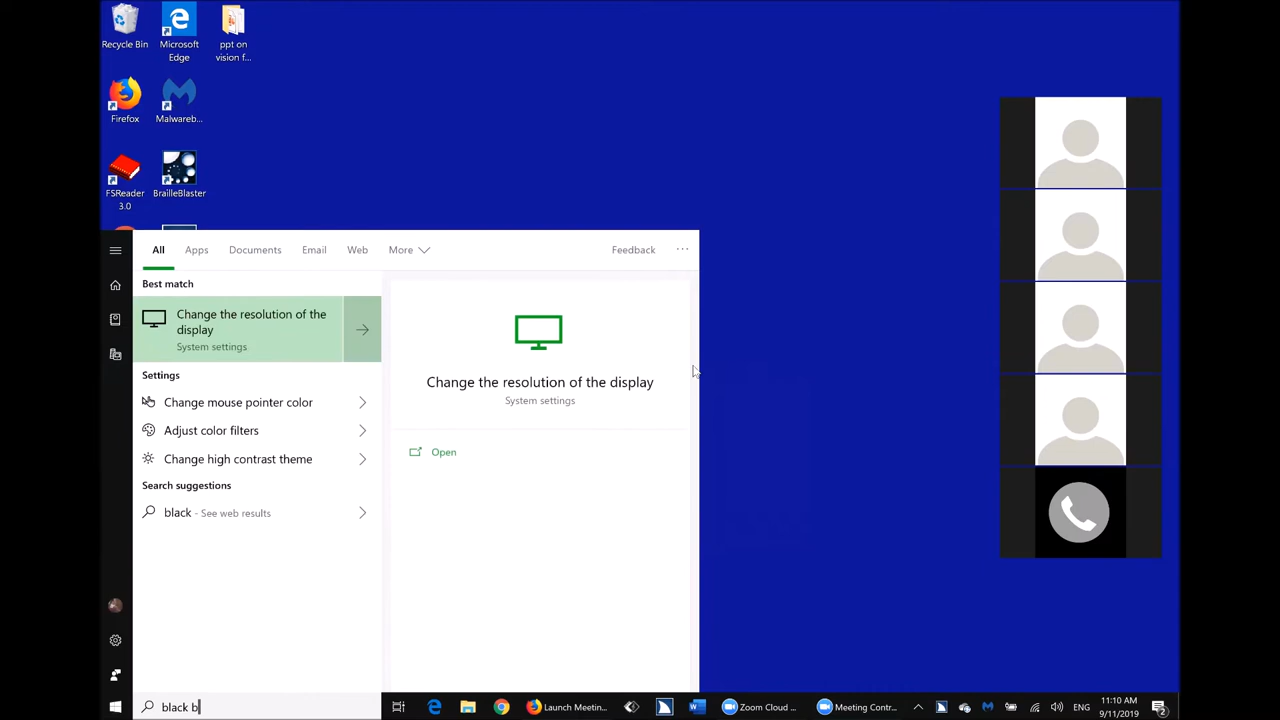 Recycle Bin
Microsoft Edge
ppt on vision f...
Firefox
Malwareb...
FSReader 3.0
BrailleBlaster
All Apps Documents Email Web More Feedback ...
Best match
Change the resolution of the
display
System settings
Settings
Change mouse pointer color
Adjust color filters
Change high contrast theme
Search suggestions
black - See web results
Change the resolution of the display
System settings
Open
black b
Launch Meetin...
Zoom Cloud ...
Meeting Contr...
ENG
11:10 AM
9/11/2019
2